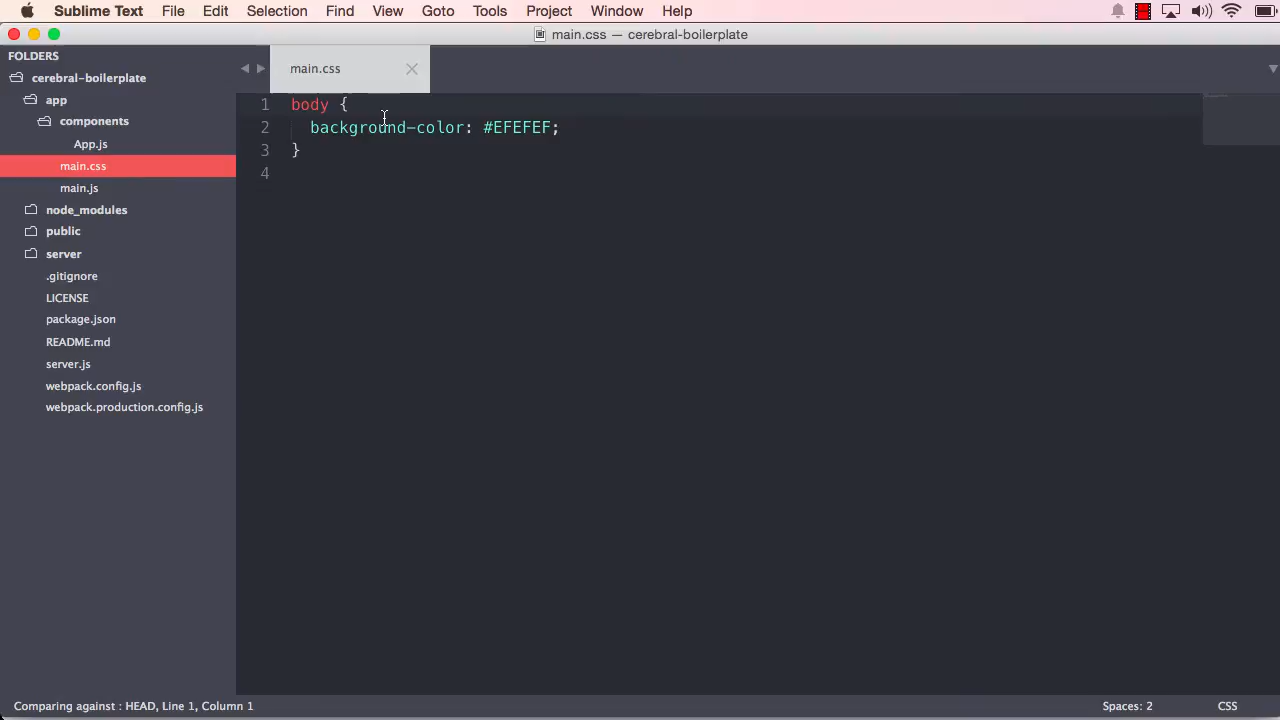 Sublime Text File Edit Selection Find View Goto Tools Project Window Help
main.css — cerebral-boilerplate
FOLDERS
cerebral-boilerplate
app
components
App.js
main.css
main.js
node_modules
public
server
.gitignore
LICENSE
package.json
README.md
server.js
webpack.config.js
webpack.production.config.js
main.css
1 body {
2 background-color: #EFEFEF;
3 }
4
Comparing against : HEAD, Line 1, Column 1 Spaces: 2 CSS